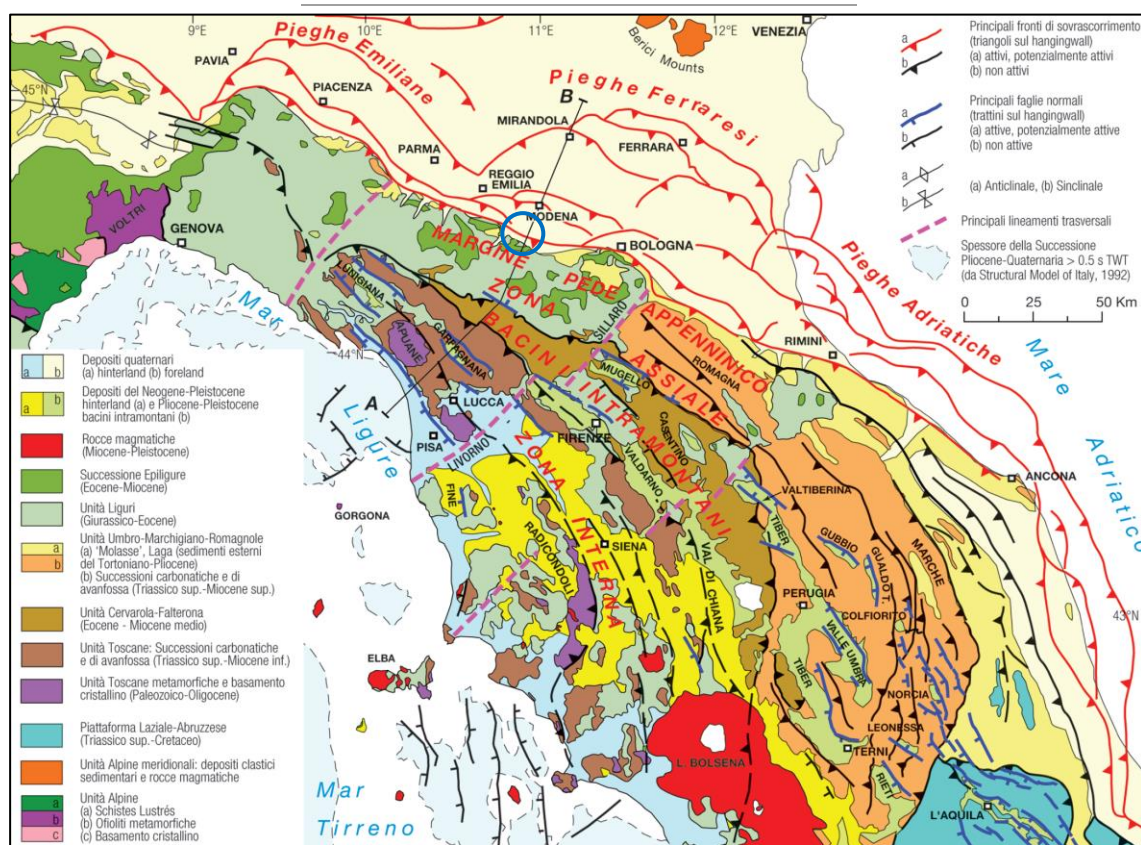 9°E
10°E
11°E
12°E
VENEZIA
Berici Mounts
PAVIA
45°N
PIACENZA
Pieghe Emiliane
Pieghe Ferraresi
B
MIRANDOLA
FERRARA
PARMA
REGGIO
EMILIA
MODENA
BOLOGNA
VOLTRI
GENOVA
MARGINE PEDE APPENNINICO
ZONA ASSIALE
BACINI INTRAMONTANI
ZONA INTERNA
Pieghe Adriatiche
Mar Ligure
Mare Adriatico
Mar
Tirreno
LUNIGIANA
APUANE
GARFAGNANA
SILLARO
44°N
A
LUCCA
PISA
LIVORNO
MUGELLO
ROMAGNA
RIMINI
FIRENZE
CASENTINO
VALDARNO
FINE
GORGONA
RADICONDOLI
SIENA
VAL DI CHIANA
VALTIBERINA
TIBER
GUBBIO
GUALDO T.
MARCHE
ANCONA
43°N
PERUGIA
COLFIORITO
VALLE UMBRA
TIBER
NORCIA
LEONESSA
TERNI
RIETI
L'AQUILA
ELBA
L. BOLSENA
Principali fronti di sovrascorrimento
(triangoli sul hangingwall)
a
(a) attivi, potenzialmente attivi
b
(b) non attivi
Principali faglie normali
(trattini sul hangingwall)
a
(a) attive, potenzialmente attive
b
(b) non attive
a
b
(a) Anticlinale, (b) Sinclinale
Principali lineamenti trasversali
Spessore della Successione
Pliocene-Quaternaria > 0.5 s TWT
(da Structural Model of Italy, 1992)
0 25 50 Km
a b
Depositi quaternari
(a) hinterland (b) foreland
a b
Depositi del Neogene-Pleistocene
hinterland (a) e Pliocene-Pleistocene
bacini intramontani (b)
Rocce magmatiche
(Miocene-Pleistocene)
Successione Epiligure
(Eocene-Miocene)
Unità Liguri
(Giurassico-Eocene)
Unità Umbro-Marchigiano-Romagnole
a
(a) 'Molasse', Laga (sedimenti esterni
b
del Tortoniano-Pliocene)
(b) Successioni carbonatiche e di
avanfossa (Triassico sup.-Miocene sup.)
Unità Cervarola-Falterona
(Eocene - Miocene medio)
Unità Toscane: Successioni carbonatiche
e di avanfossa (Triassico sup.-Miocene inf.)
Unità Toscane metamorfiche e basamento
cristallino (Paleozoico-Oligocene)
Piattaforma Laziale-Abruzzese
(Triassico sup.-Cretaceo)
Unità Alpine meridionali: depositi clastici
sedimentari e rocce magmatiche
Unità Alpine
a
(a) Schistes Lustrés
b
(b) Ofioliti metamorfiche
c
(c) Basamento cristallino